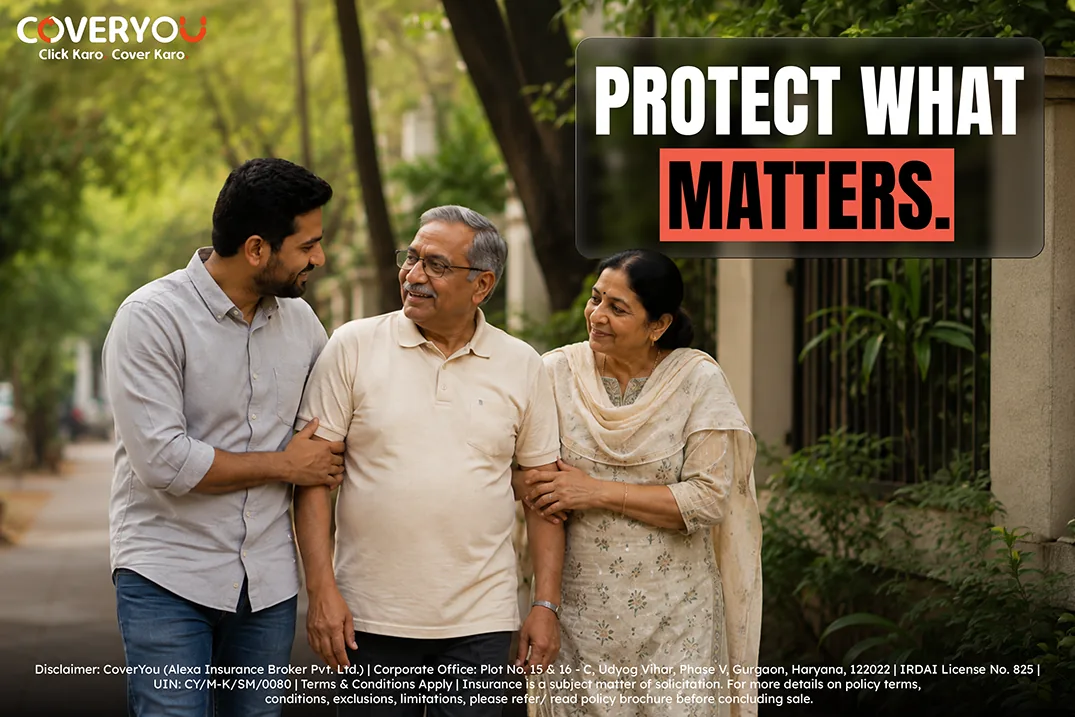 COVERYOU
Click Karo. Cover Karo
PROTECT WHAT
MATTERS.
Disclaimer: CoverYou (Alexa Insurance Broker Pvt. Ltd.) | Corporate Office: Plot No. 15 & 16 - C, Udyog Vihar, Phase V, Gurgaon, Haryana, 122022 | IRDAI License No. 825 |
UIN: CY/M-K/SM/0080 | Terms & Conditions Apply | Insurance is a subject matter of solicitation. For more details on policy terms,
conditions, exclusions, limitations, please refer/ read policy brochure before concluding sale.